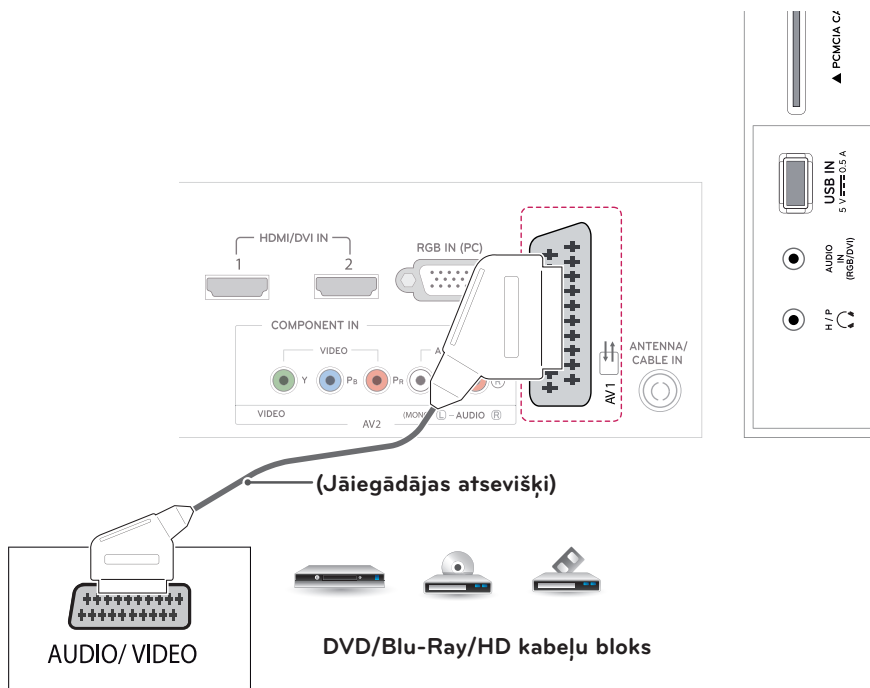 ▲ PCMCIA
USB IN
5 V 0.5 A
AUDIO
IN
(RGB/DVI)
H / P
HDMI/DVI IN
1 2
RGB IN (PC)
COMPONENT IN
VIDEO
Y PB PR
VIDEO
AV2
L - AUDIO R
R
AV1
ANTENNA/
CABLE IN
(Jāiegādājas atsevišķi)
AUDIO/ VIDEO
DVD/Blu-Ray/HD kabeļu bloks